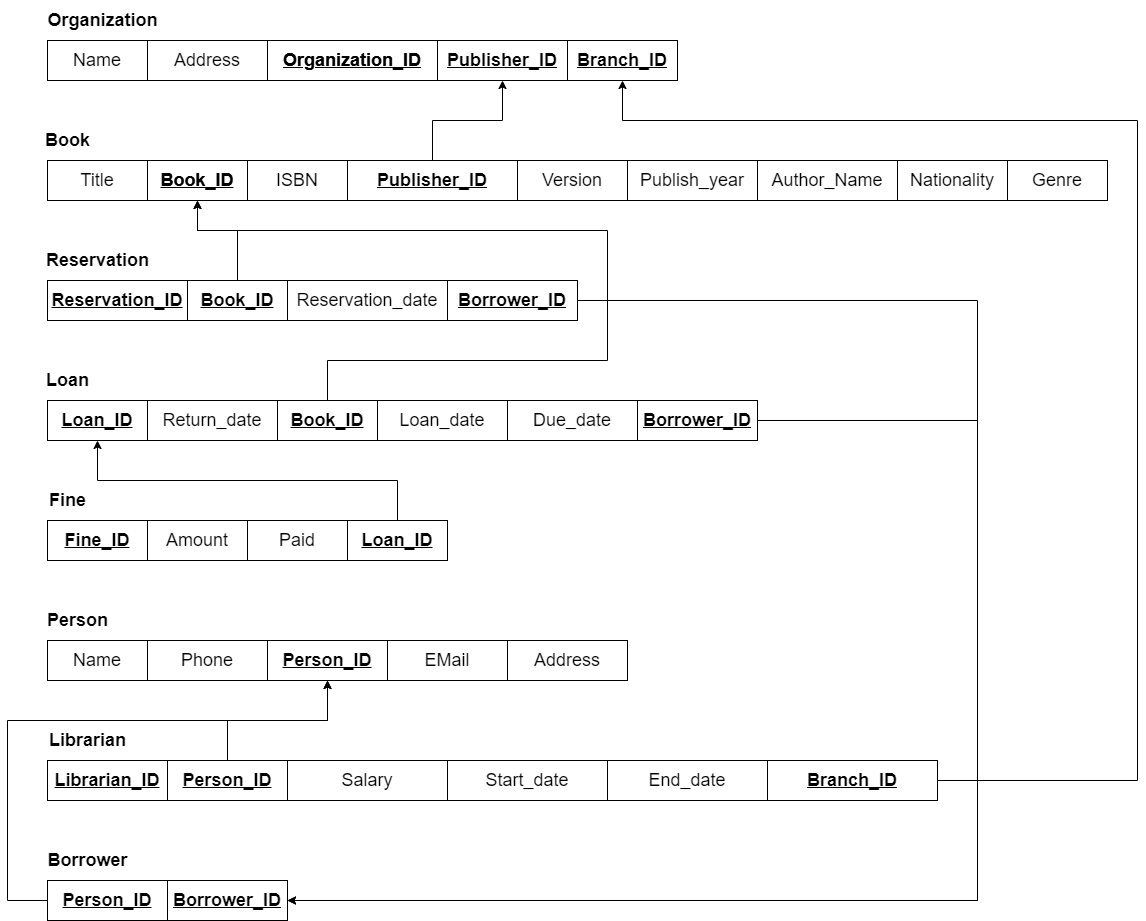 Organization
Name Address Organization_ID Publisher_ID Branch_ID
Book
Title Book_ID ISBN Publisher_ID Version Publish_year Author_Name Nationality Genre
Reservation
Reservation_ID Book_ID Reservation_date Borrower_ID
Loan
Loan_ID Return_date Book_ID Loan_date Due_date Borrower_ID
Fine
Fine_ID Amount Paid Loan_ID
Person
Name Phone Person_ID EMail Address
Librarian
Librarian_ID Person_ID Salary Start_date End_date Branch_ID
Borrower
Person_ID Borrower_ID